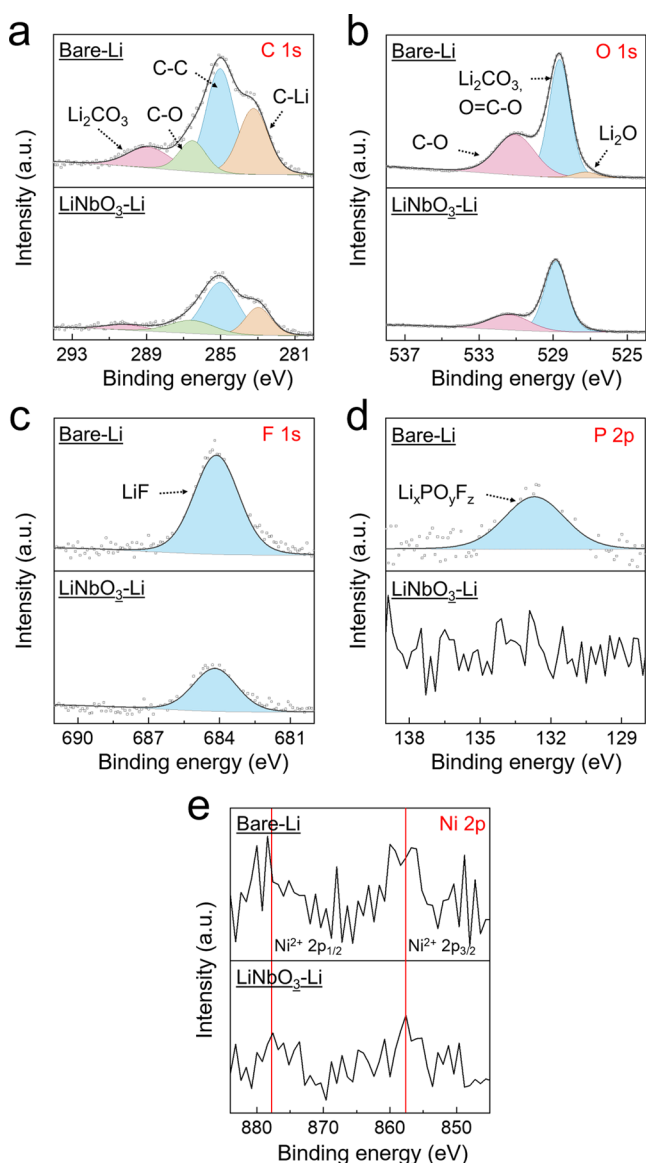 a
C 1s
Bare-Li
C-C
C-Li
Li₂CO₃
C-O
LiNbO₃-Li
Intensity (a.u.)
293 289 285 281
Binding energy (eV)
b
O 1s
Bare-Li
Li₂CO₃,
O=C-O
Li₂O
C-O
LiNbO₃-Li
Intensity (a.u.)
537 533 529 525
Binding energy (eV)
c
F 1s
Bare-Li
LiF
LiNbO₃-Li
Intensity (a.u.)
690 687 684 681
Binding energy (eV)
d
P 2p
Bare-Li
LiₓPOᵧF_z
LiNbO₃-Li
Intensity (a.u.)
138 135 132 129
Binding energy (eV)
e
Ni 2p
Bare-Li
Ni²⁺ 2p₁/₂ Ni²⁺ 2p₃/₂
LiNbO₃-Li
Intensity (a.u.)
880 870 860 850
Binding energy (eV)